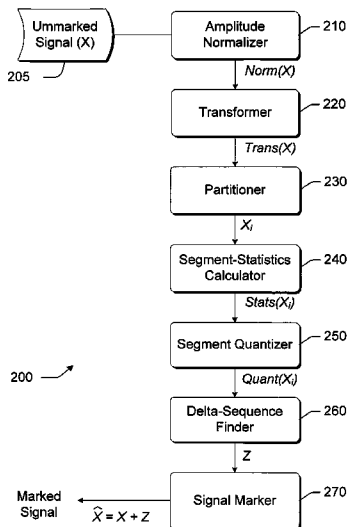 Unmarked
Signal (X)
205
Amplitude
Normalizer
210
Norm(X)
Transformer
220
Trans(X)
Partitioner
230
Xi
Segment-Statistics
Calculator
240
Stats(Xi)
Segment Quantizer
250
200
Quant(Xi)
Delta-Sequence
Finder
260
Z
Signal Marker
270
Marked
Signal
X̂ = X + Z